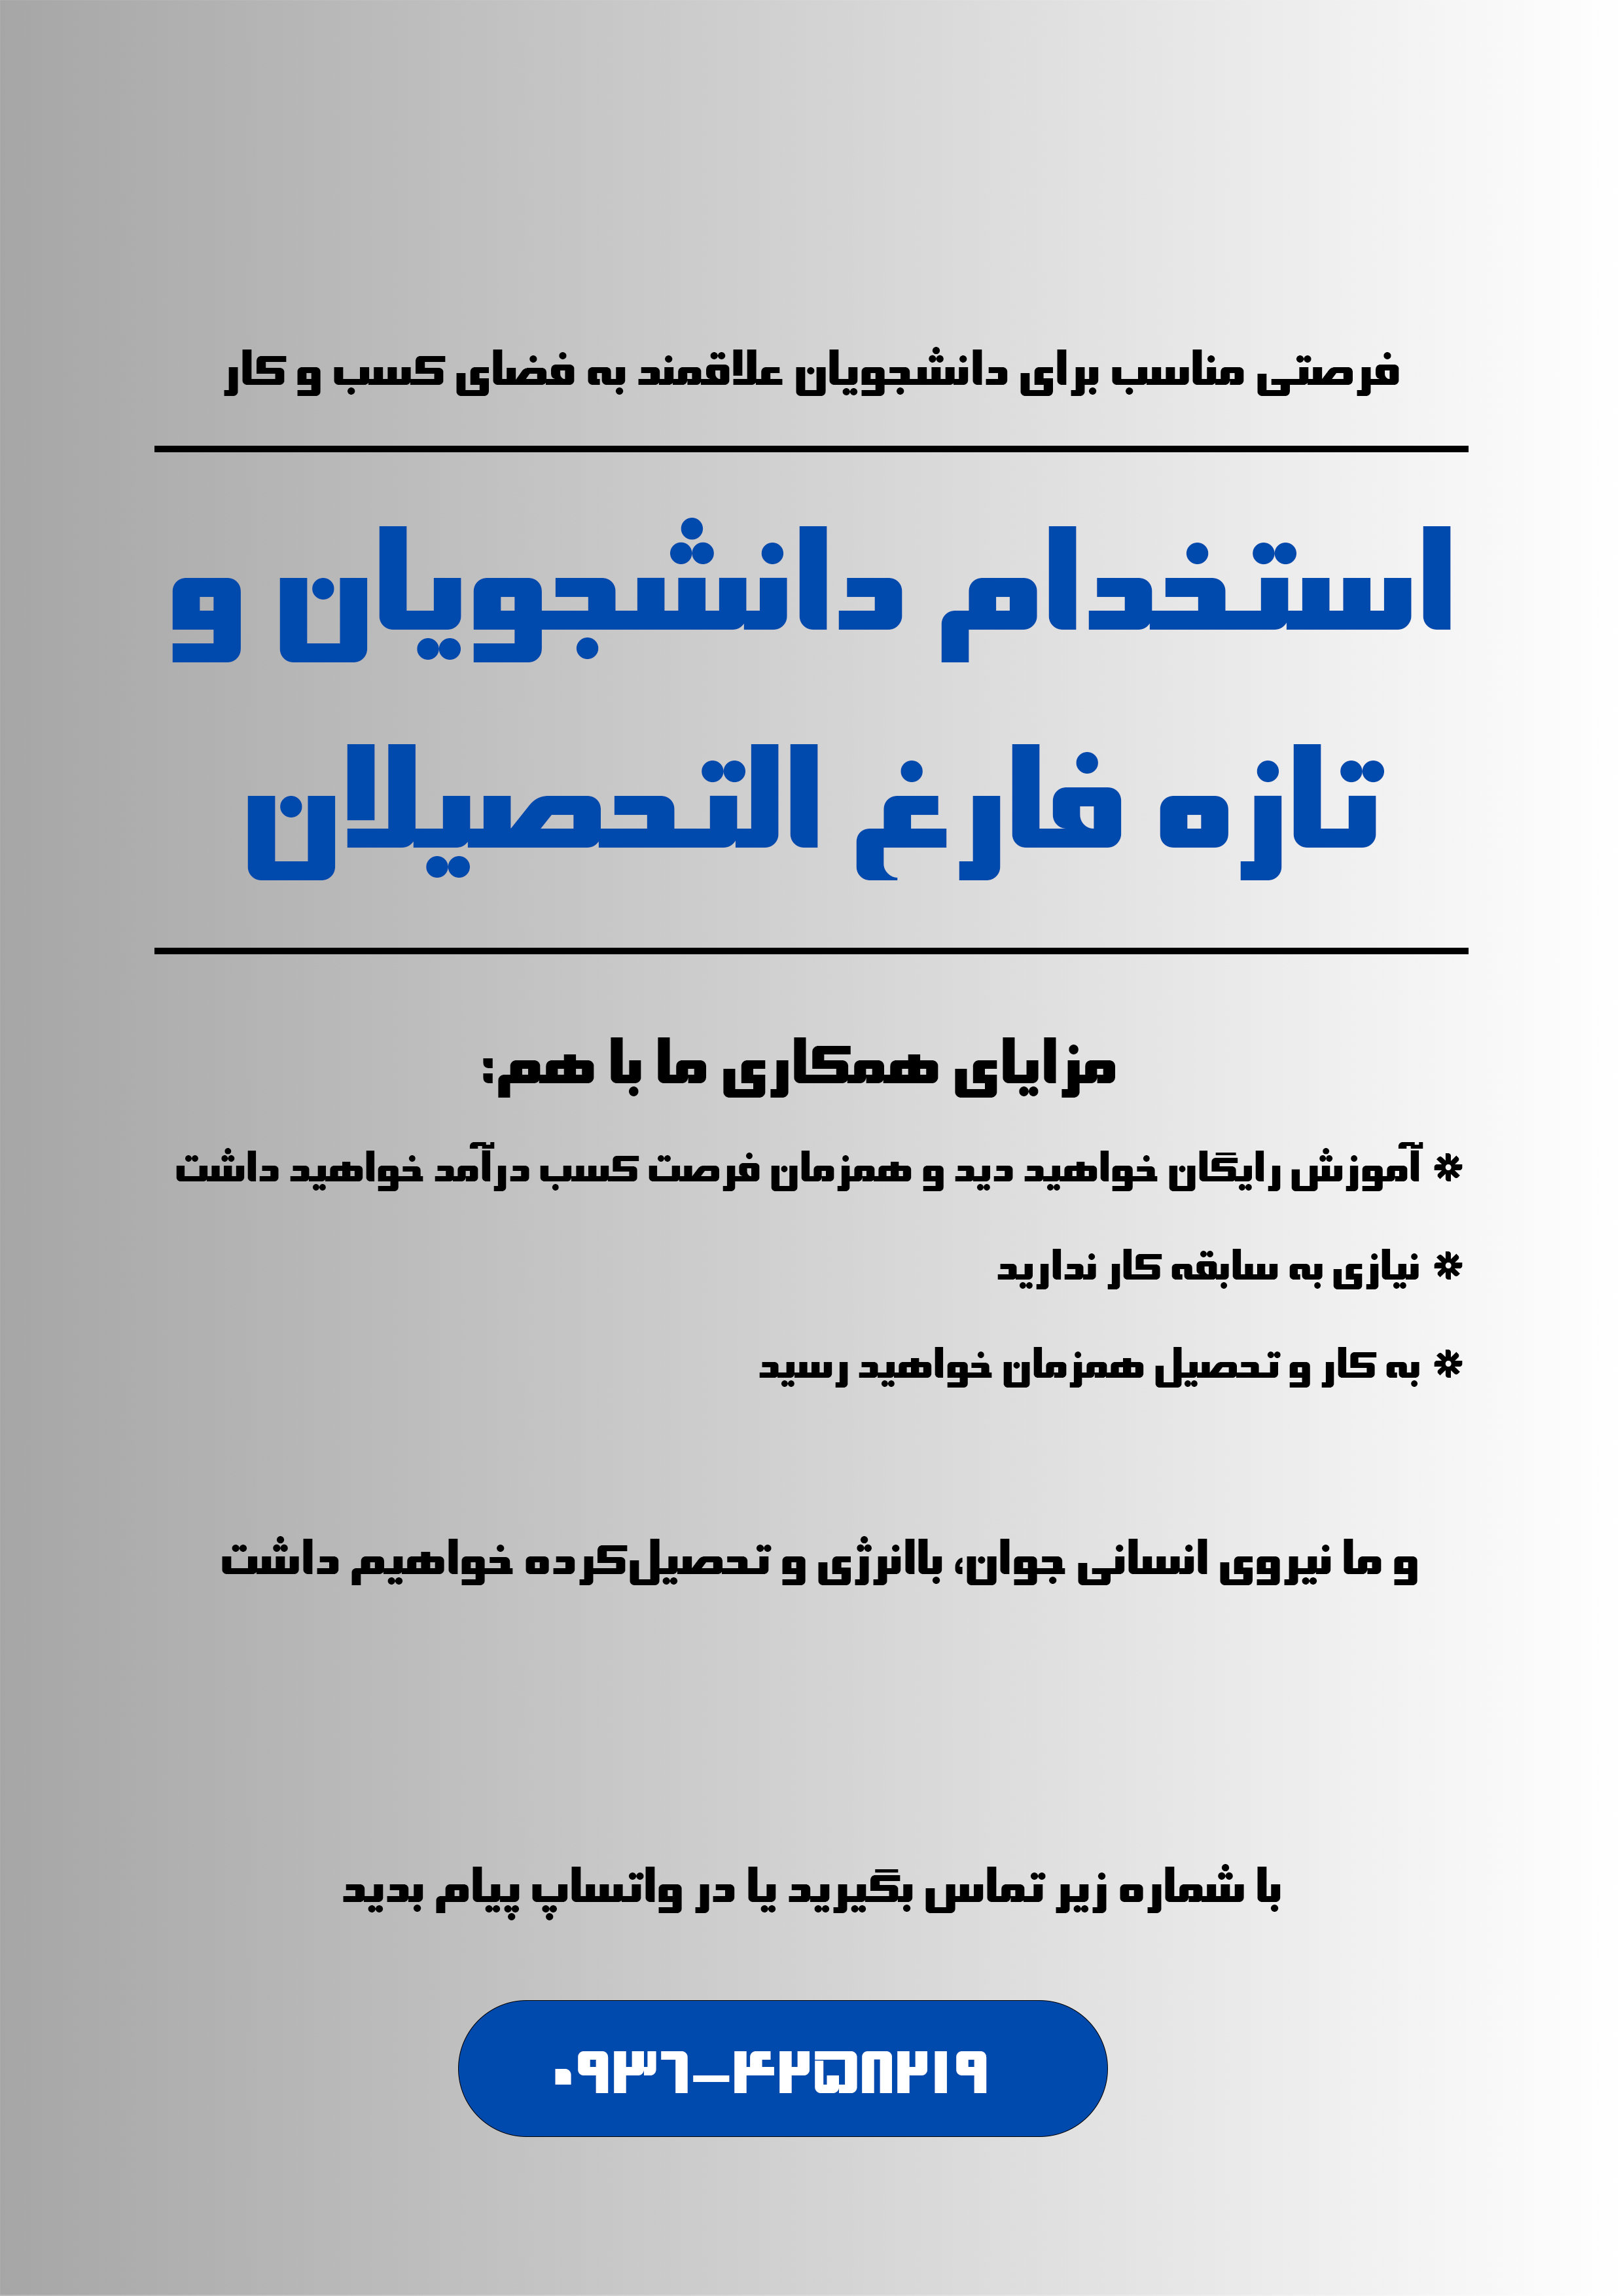 فرصتی مناسب برای دانشجویان علاقمند به فضای کسب و کار
استخدام دانشجویان و
تازه فارغ التحصیلان
مزایای همکاری ما با هم:
* آموزش رایگان خواهید دید و همزمان فرصت کسب درآمد خواهید داشت
* نیازی به سابقه کار ندارید
* به کار و تحصیل همزمان خواهید رسید
و ما نیروی انسانی جوان، باانرژی و تحصیل‌کرده خواهیم داشت
با شماره زیر تماس بگیرید یا در واتساپ پیام بدید
۰۹۳۶-۴۲۵۸۲۱۹